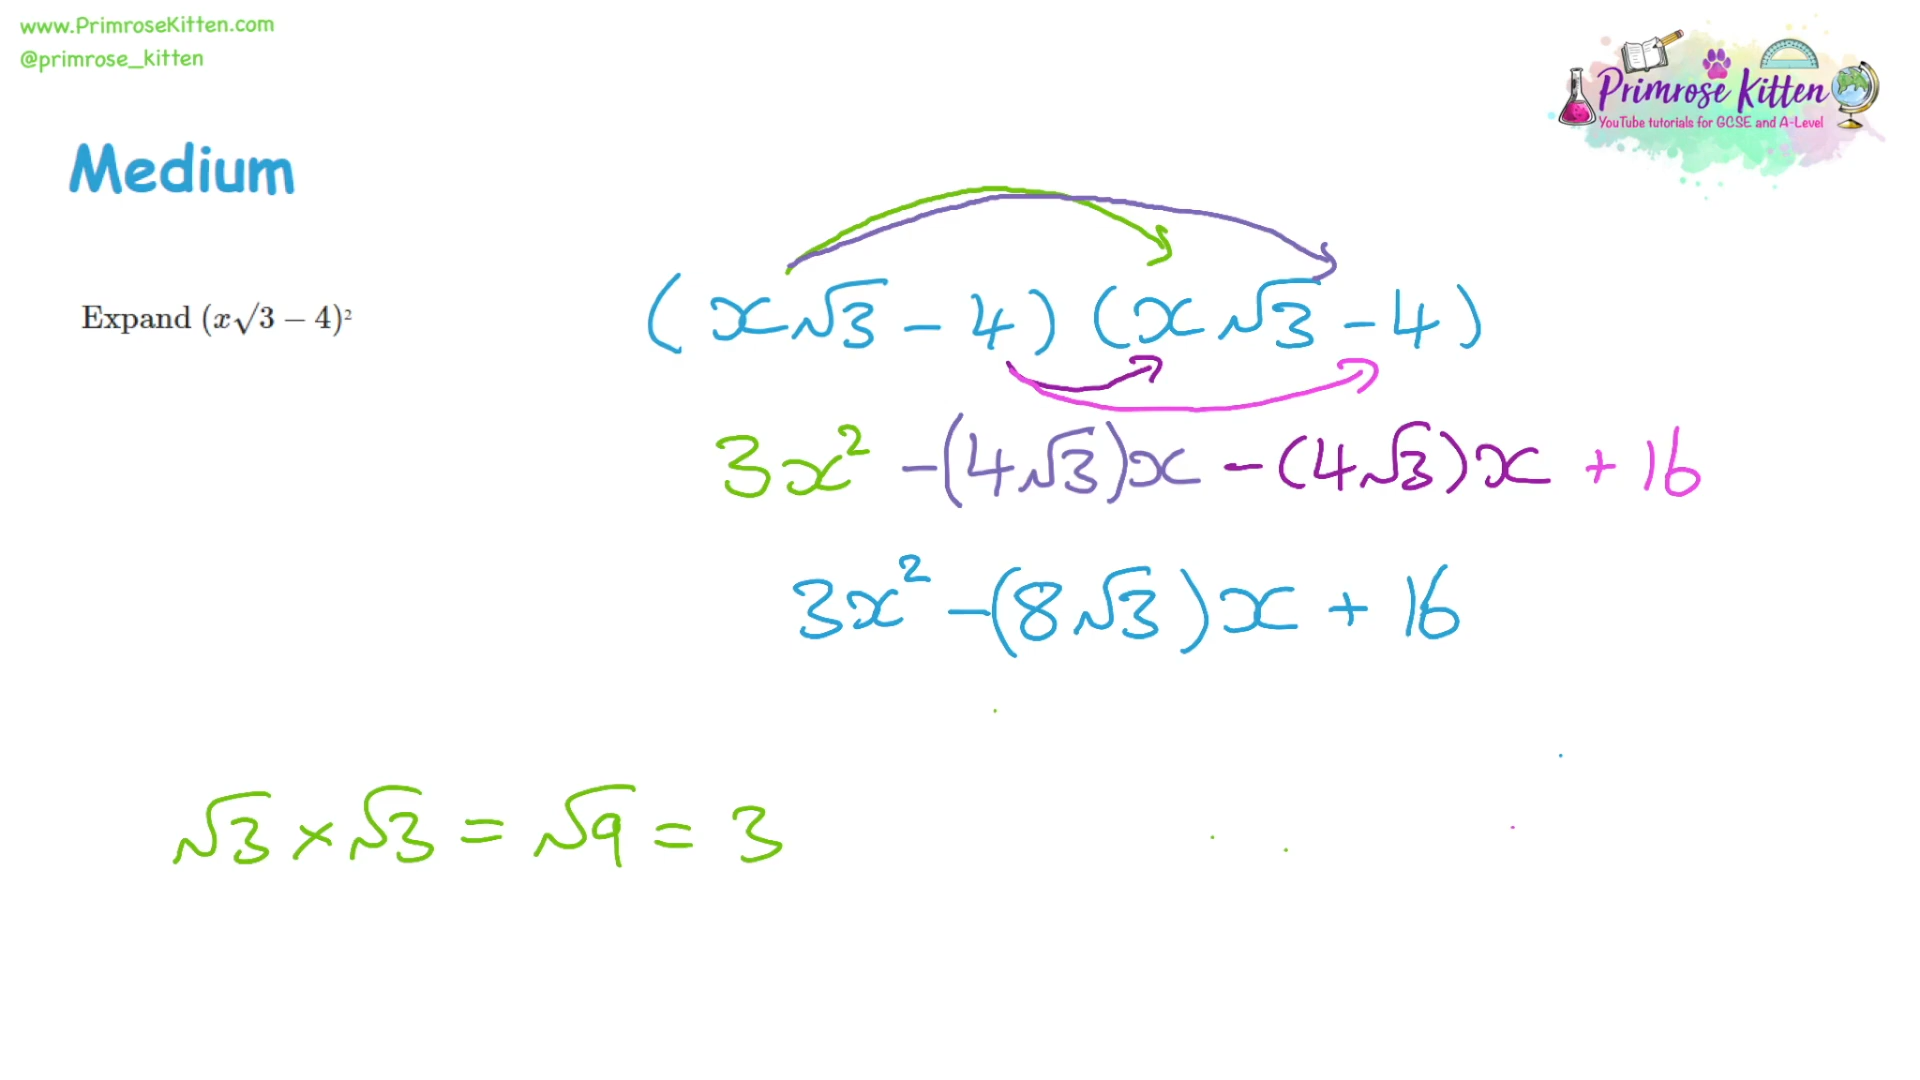 www.PrimroseKitten.com
@primrose_kitten
Primrose Kitten
YouTube tutorials for GCSE and A-Level
Medium
Expand (x√3 − 4)²
(x√3 − 4) (x√3 − 4)
3x² −(4√3)x − (4√3)x + 16
3x² −(8√3)x + 16
√3 × √3 = √9 = 3